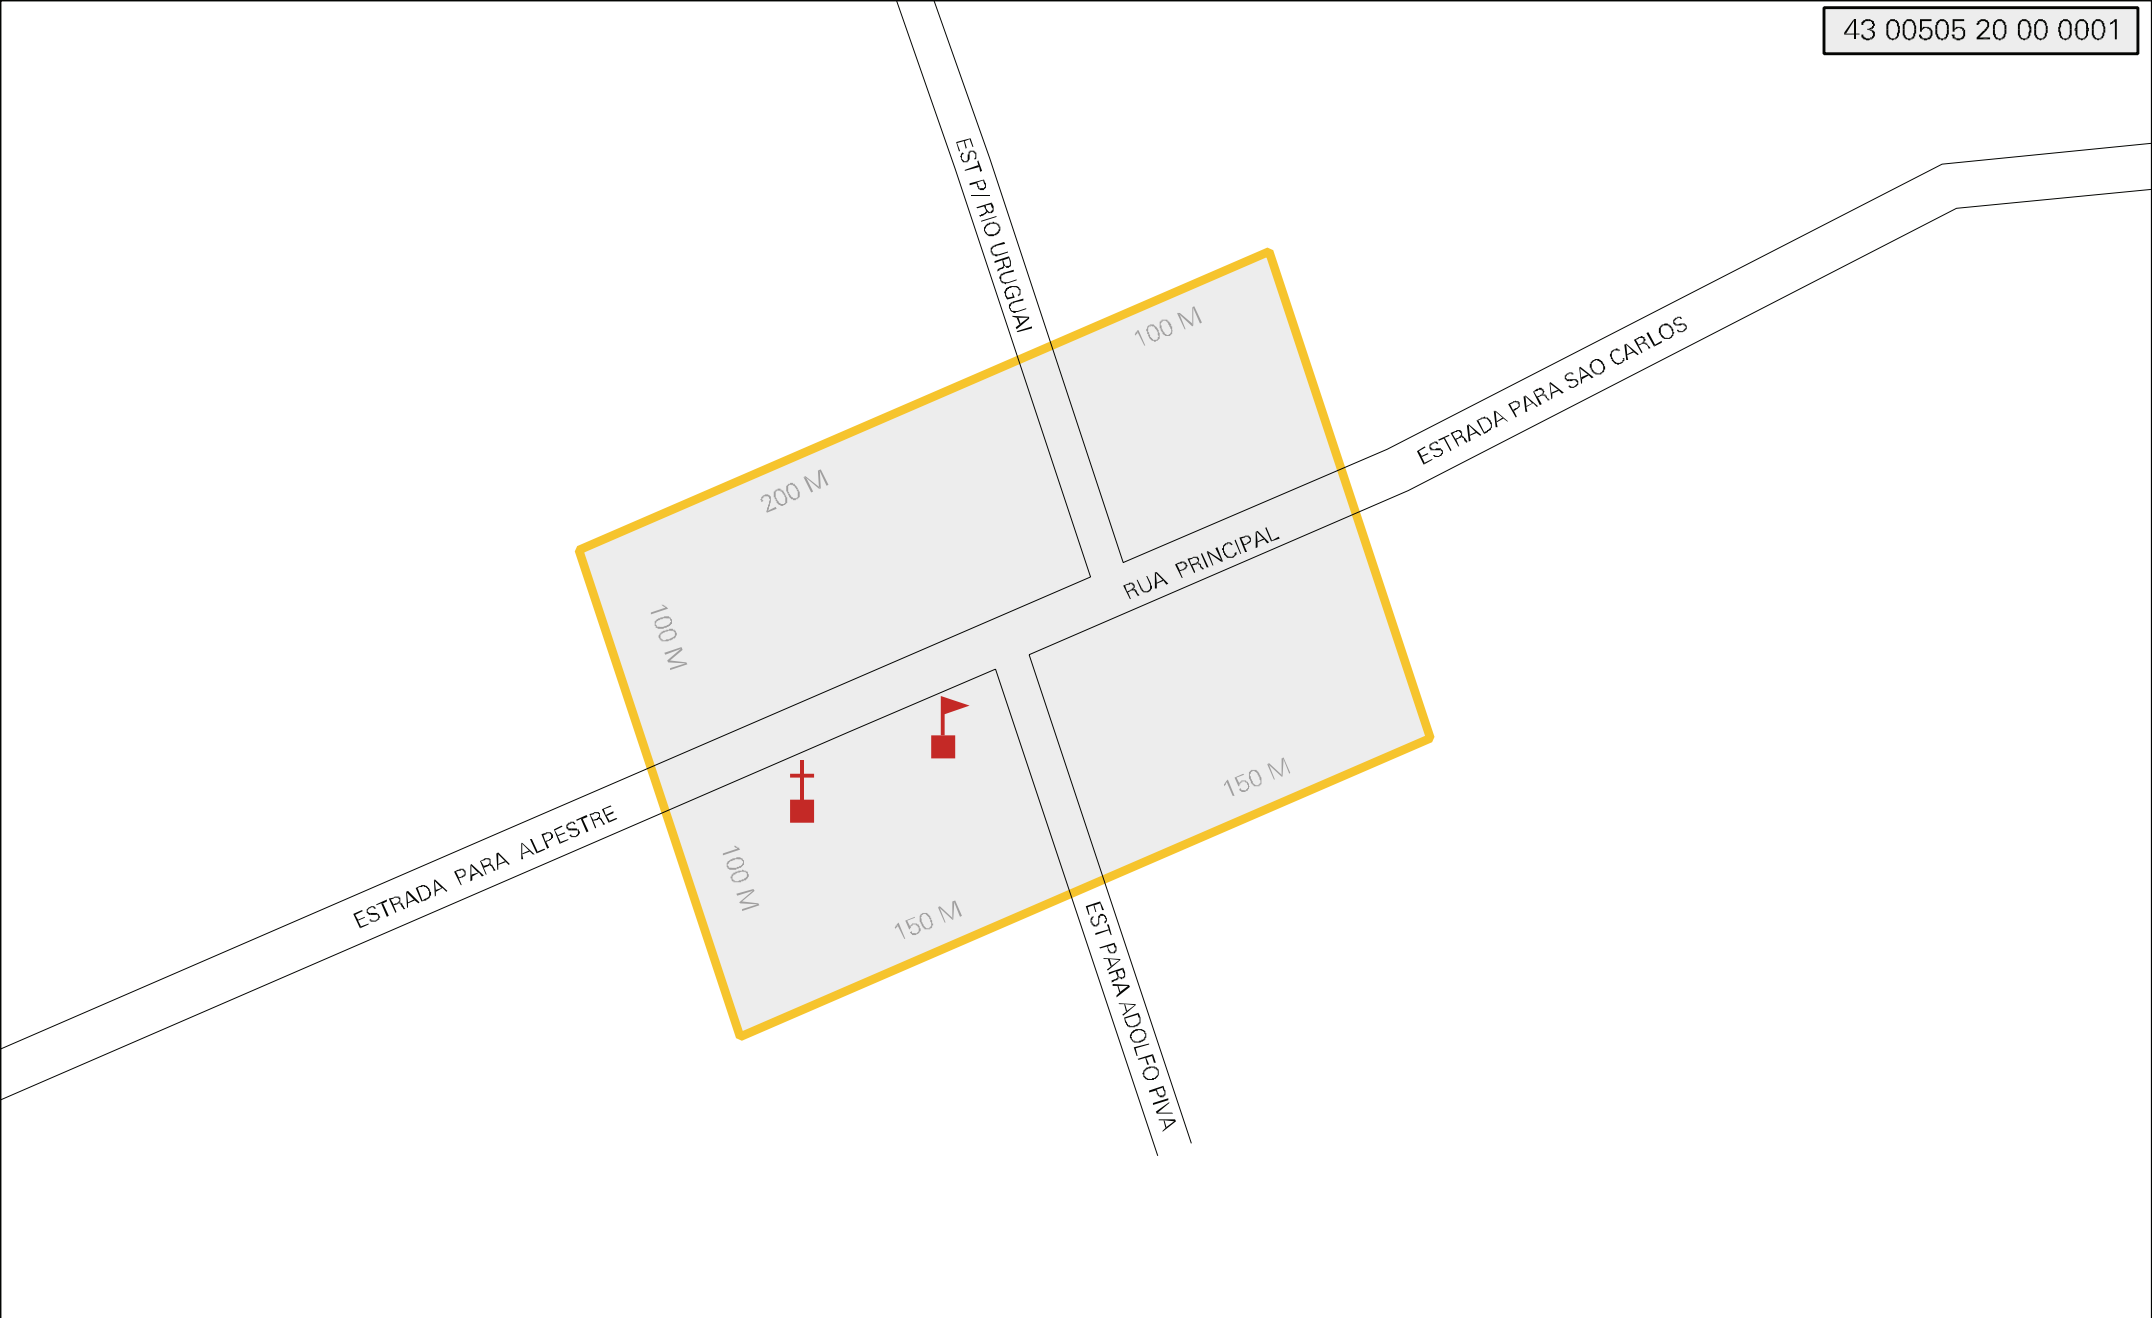 43 00505 20 00 0001
EST P/ RIO URUGUAI
100 M
ESTRADA PARA SAO CARLOS
200 M
RUA PRINCIPAL
100 M
150 M
ESTRADA PARA ALPESTRE
100 M
150 M
EST PARA ADOLFO PIVA